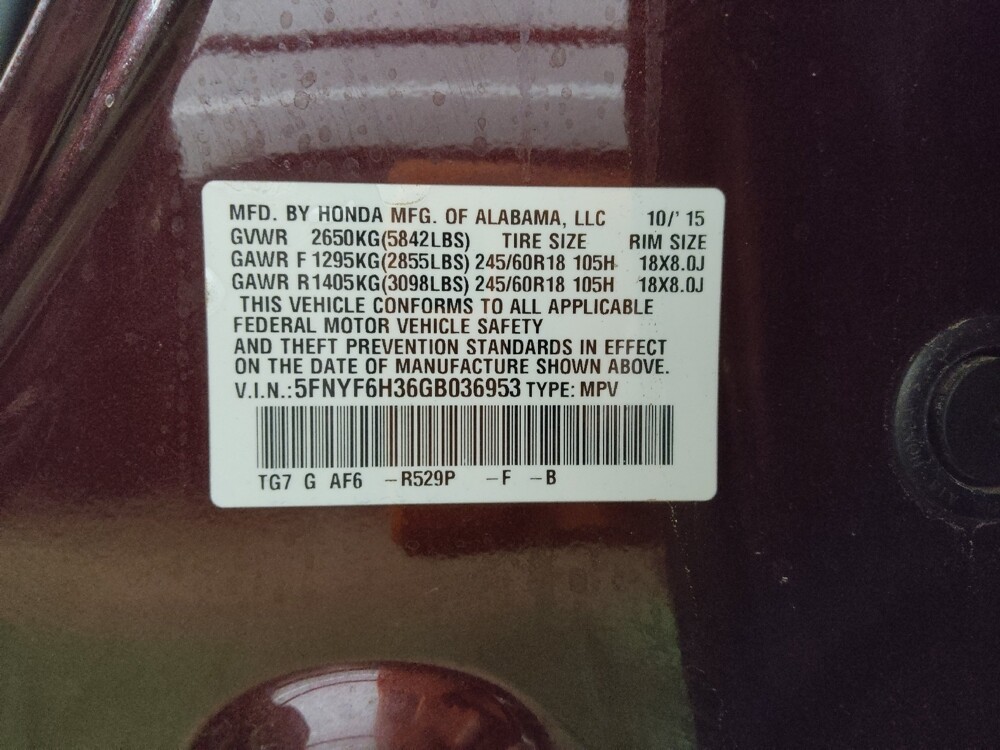 MFD. BY HONDA MFG. OF ALABAMA, LLC 10/' 15
GVWR 2650KG(5842LBS) TIRE SIZE RIM SIZE
GAWR F 1295KG(2855LBS) 245/60R18 105H 18X8.0J
GAWR R1405KG(3098LBS) 245/60R18 105H 18X8.0J
THIS VEHICLE CONFORMS TO ALL APPLICABLE
FEDERAL MOTOR VEHICLE SAFETY
AND THEFT PREVENTION STANDARDS IN EFFECT
ON THE DATE OF MANUFACTURE SHOWN ABOVE.
V.I.N.:5FNYF6H36GB036953 TYPE: MPV
TG7 G AF6 –R529P –F –B